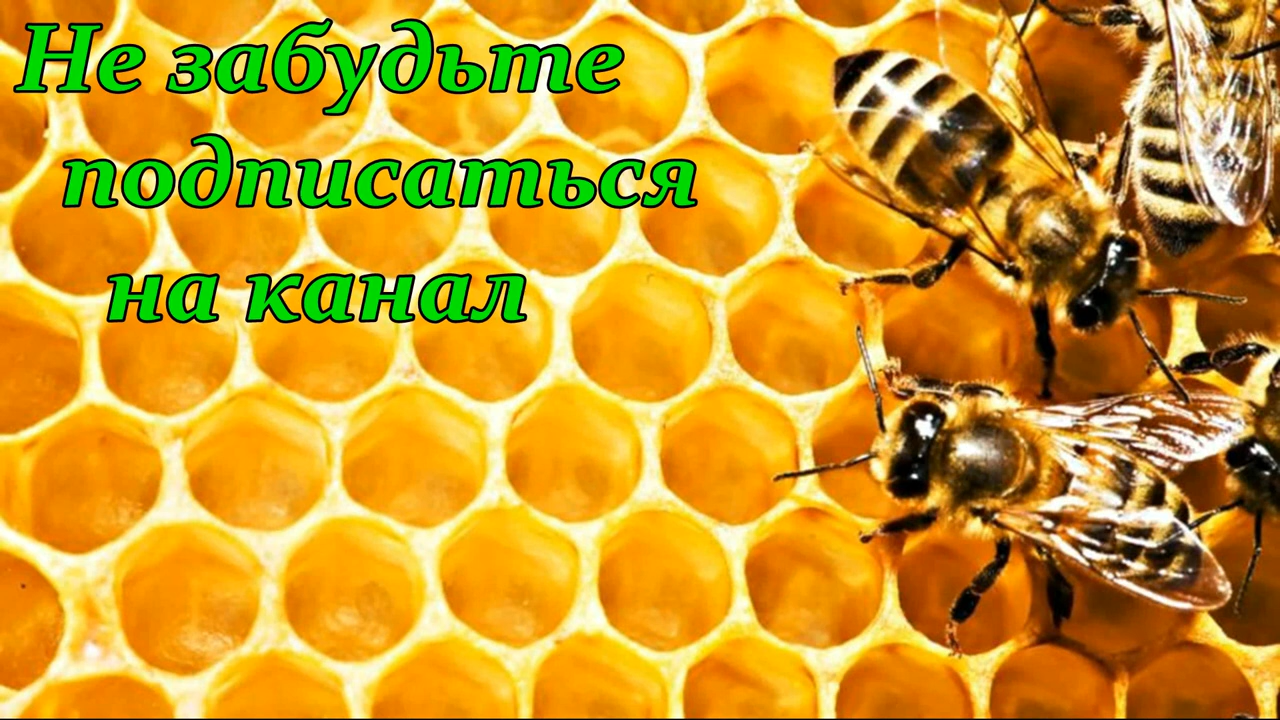 Не забудьте
подписаться
на канал